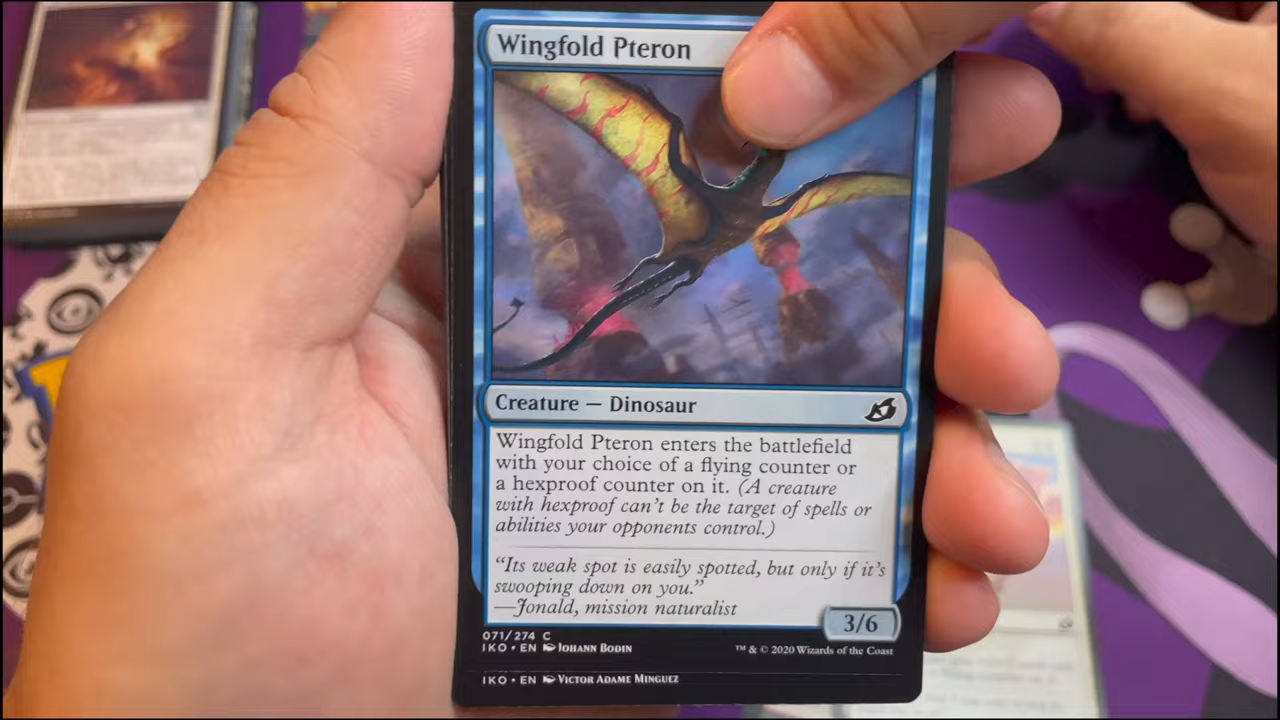 Wingfold Pteron
Creature — Dinosaur
Wingfold Pteron enters the battlefield
with your choice of a flying counter or
a hexproof counter on it. (A creature
with hexproof can't be the target of spells or
abilities your opponents control.)
“Its weak spot is easily spotted, but only if it's
swooping down on you.”
—Jonald, mission naturalist
3/6
071/274 C
IKO • EN Johann Bodin
™ & © 2020 Wizards of the Coast
IKO • EN Victor Adame Minguez